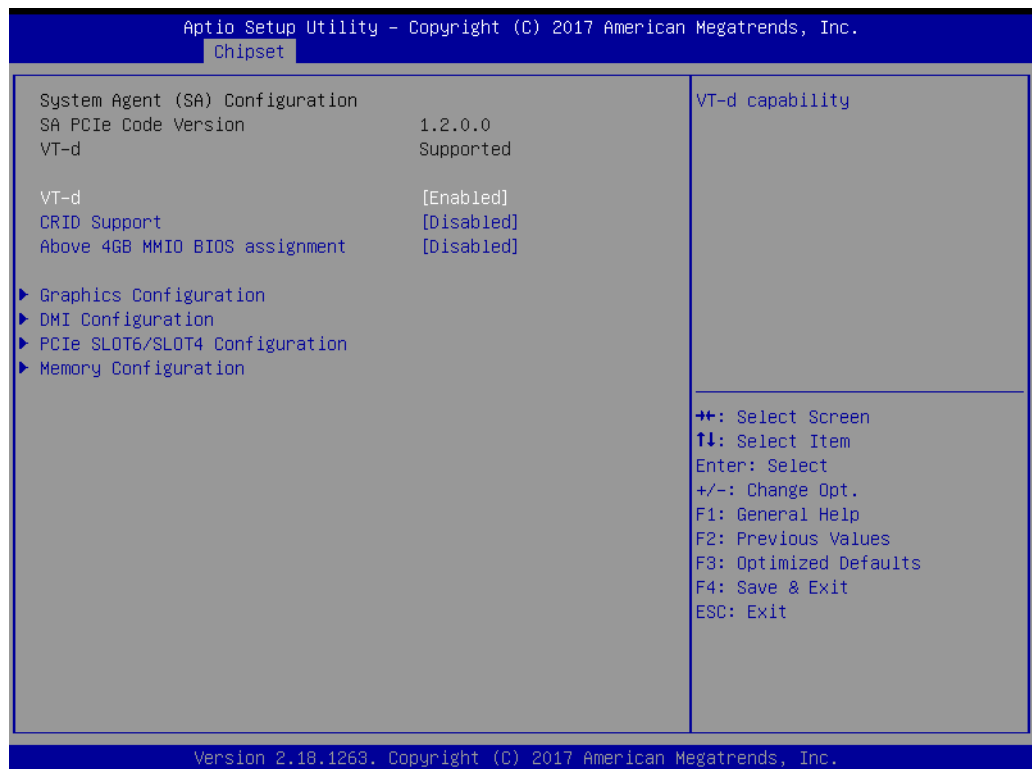 Aptio Setup Utility – Copyright (C) 2017 American Megatrends, Inc.
Chipset
System Agent (SA) Configuration
SA PCIe Code Version 1.2.0.0
VT-d Supported
VT-d [Enabled]
CRID Support [Disabled]
Above 4GB MMIO BIOS assignment [Disabled]
▶ Graphics Configuration
▶ DMI Configuration
▶ PCIe SLOT6/SLOT4 Configuration
▶ Memory Configuration
VT-d capability
→←: Select Screen
↑↓: Select Item
Enter: Select
+/-: Change Opt.
F1: General Help
F2: Previous Values
F3: Optimized Defaults
F4: Save & Exit
ESC: Exit
Version 2.18.1263. Copyright (C) 2017 American Megatrends, Inc.